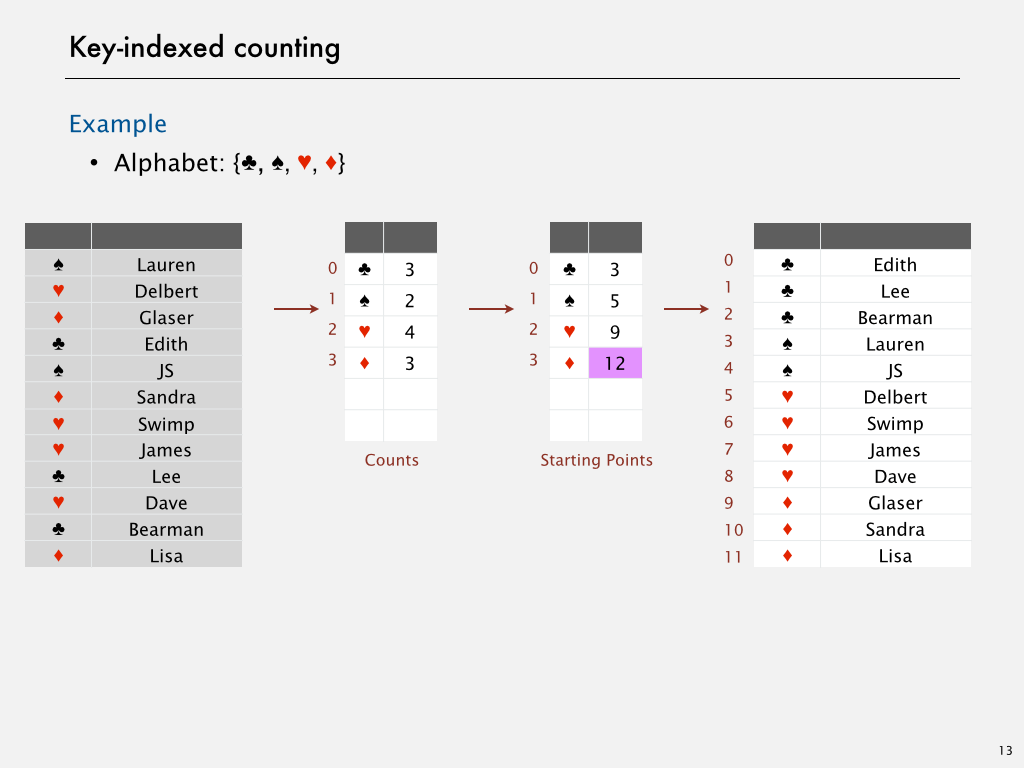 Key-indexed counting
Example
• Alphabet: {♣, ♠, ♥, ♦}
♠ Lauren
♥ Delbert
♦ Glaser
♣ Edith
♠ JS
♦ Sandra
♥ Swimp
♥ James
♣ Lee
♥ Dave
♣ Bearman
♦ Lisa
0 ♣ 3
1 ♠ 2
2 ♥ 4
3 ♦ 3
Counts
0 ♣ 3
1 ♠ 5
2 ♥ 9
3 ♦ 12
Starting Points
0 ♣ Edith
1 ♣ Lee
2 ♣ Bearman
3 ♠ Lauren
4 ♠ JS
5 ♥ Delbert
6 ♥ Swimp
7 ♥ James
8 ♥ Dave
9 ♦ Glaser
10 ♦ Sandra
11 ♦ Lisa
13